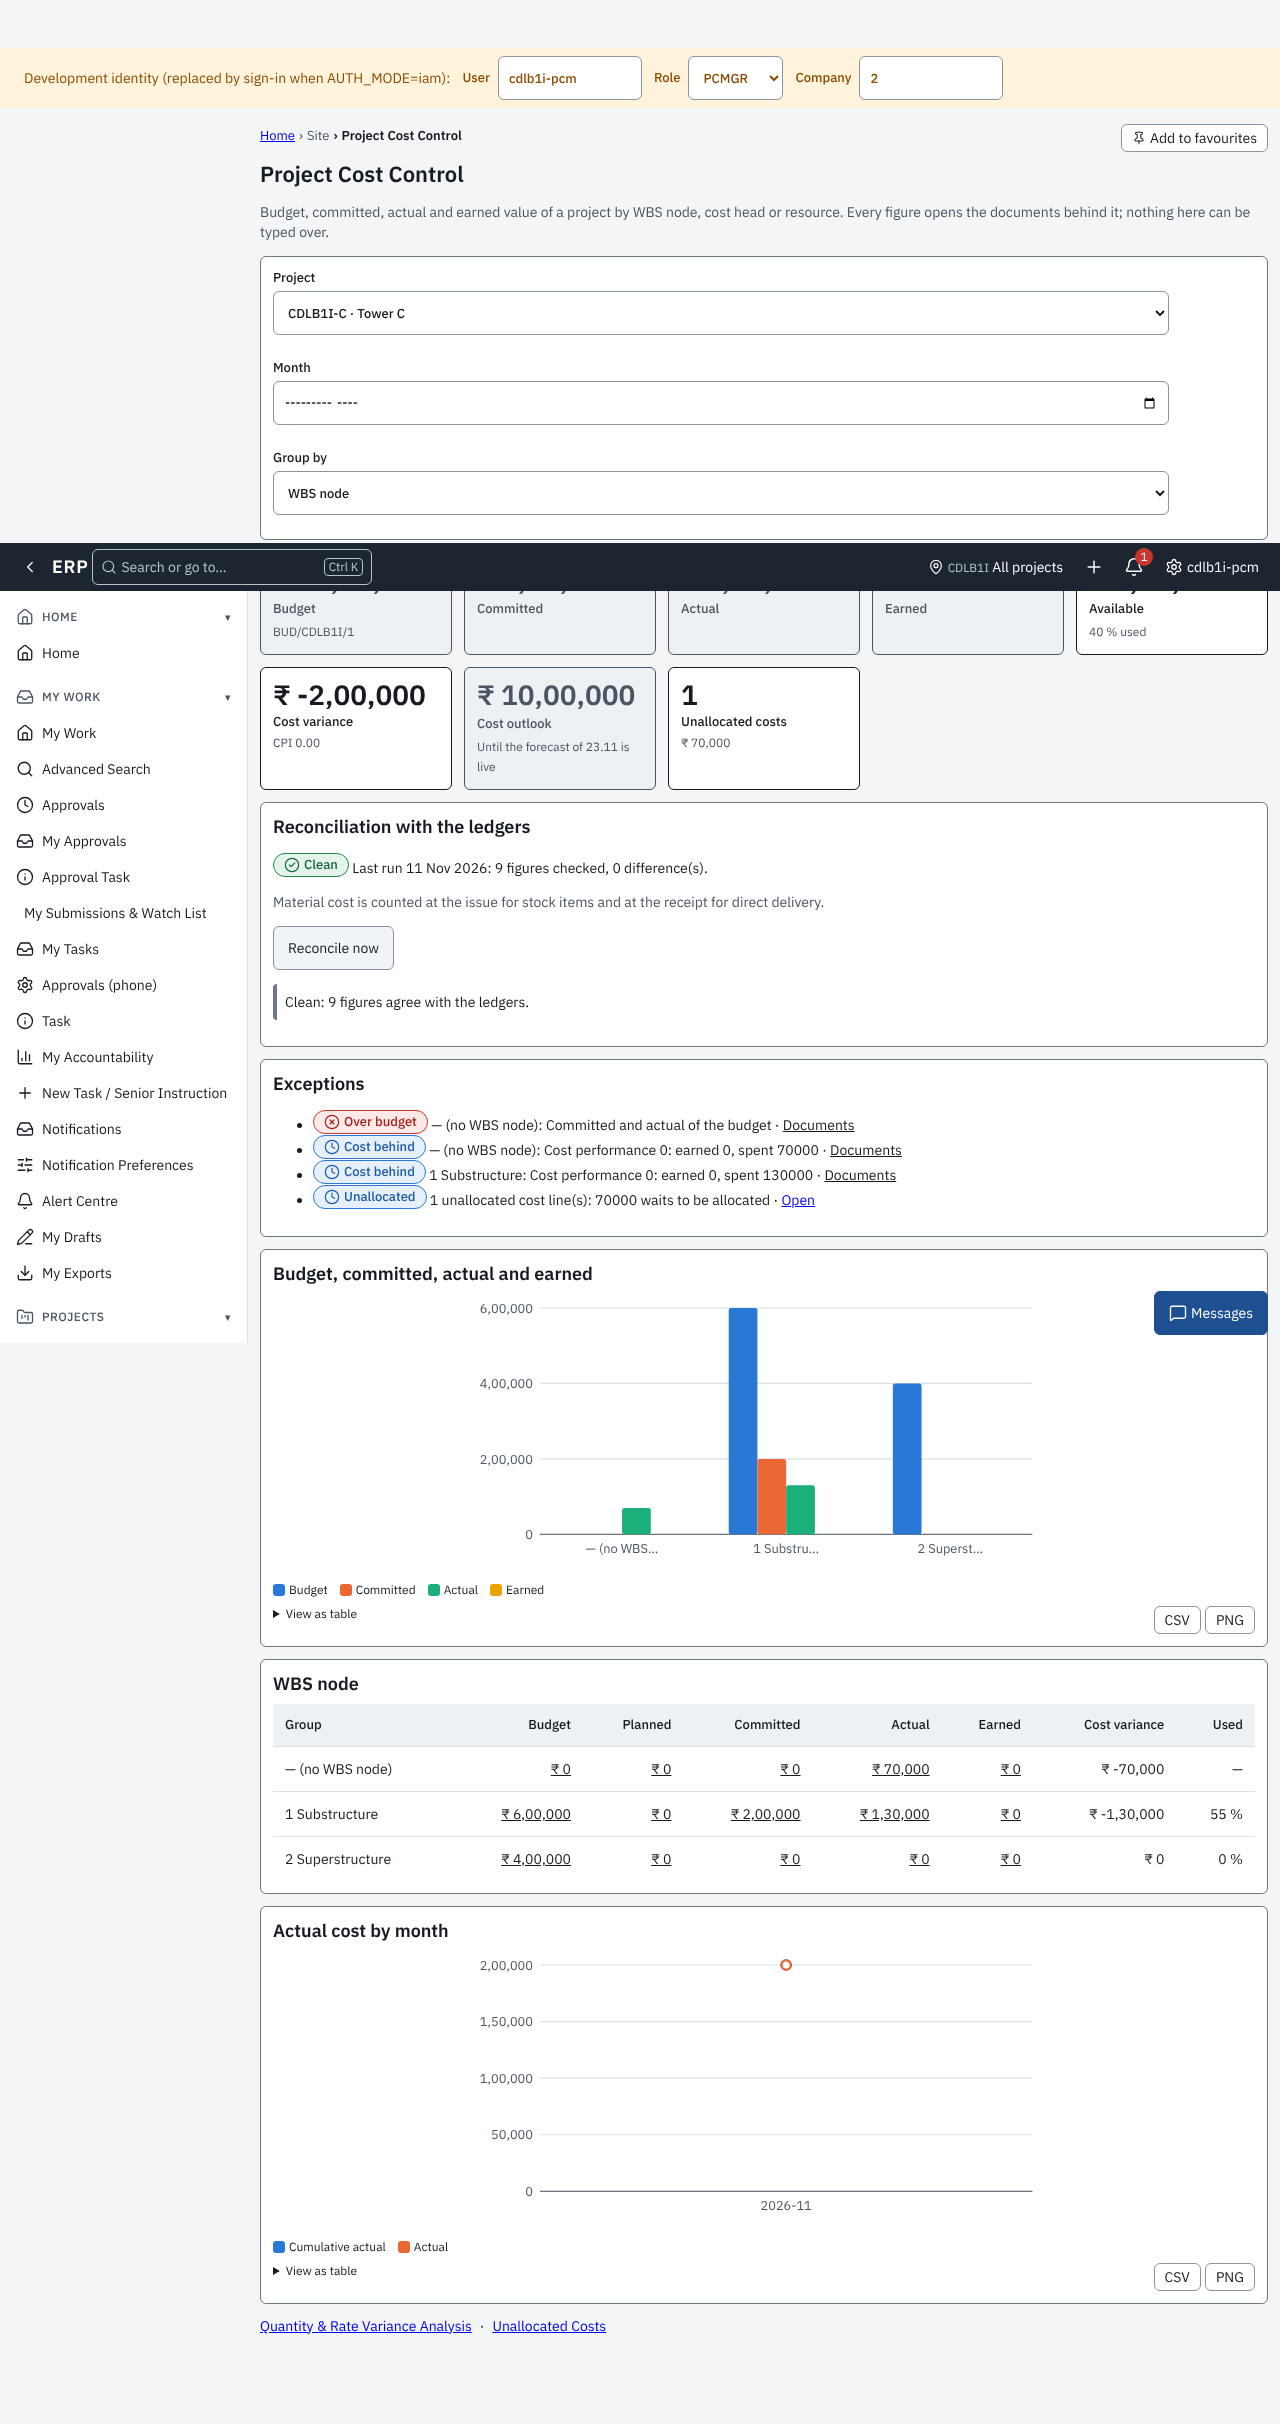 Development identity (replaced by sign-in when AUTH_MODE=iam): User cdlb1i-pcm Role PCMGR Company 2
Home › Site › Project Cost Control
Add to favourites
Project Cost Control
Budget, committed, actual and earned value of a project by WBS node, cost head or resource. Every figure opens the documents behind it; nothing here can be
typed over.
Project
CDLB1I-C · Tower C
Month
--------- ----
Group by
WBS node
ERP Search or go to... Ctrl K CDLB1I All projects 1 cdlb1i-pcm
HOME
Home
MY WORK
My Work
Advanced Search
Approvals
My Approvals
Approval Task
My Submissions & Watch List
My Tasks
Approvals (phone)
Task
My Accountability
New Task / Senior Instruction
Notifications
Notification Preferences
Alert Centre
My Drafts
My Exports
PROJECTS
Budget
BUD/CDLB1I/1
Committed
Actual
Earned
Available
40 % used
₹ -2,00,000
Cost variance
CPI 0.00
₹ 10,00,000
Cost outlook
Until the forecast of 23.11 is
live
1
Unallocated costs
₹ 70,000
Reconciliation with the ledgers
Clean Last run 11 Nov 2026: 9 figures checked, 0 difference(s).
Material cost is counted at the issue for stock items and at the receipt for direct delivery.
Reconcile now
Clean: 9 figures agree with the ledgers.
Exceptions
Over budget — (no WBS node): Committed and actual of the budget · Documents
Cost behind — (no WBS node): Cost performance 0: earned 0, spent 70000 · Documents
Cost behind 1 Substructure: Cost performance 0: earned 0, spent 130000 · Documents
Unallocated 1 unallocated cost line(s): 70000 waits to be allocated · Open
Budget, committed, actual and earned
Messages
6,00,000
4,00,000
2,00,000
0
— (no WBS... 1 Substru... 2 Superst...
Budget Committed Actual Earned
View as table
CSV PNG
WBS node
Group Budget Planned Committed Actual Earned Cost variance Used
— (no WBS node) ₹ 0 ₹ 0 ₹ 0 ₹ 70,000 ₹ 0 ₹ -70,000 —
1 Substructure ₹ 6,00,000 ₹ 0 ₹ 2,00,000 ₹ 1,30,000 ₹ 0 ₹ -1,30,000 55 %
2 Superstructure ₹ 4,00,000 ₹ 0 ₹ 0 ₹ 0 ₹ 0 ₹ 0 0 %
Actual cost by month
2,00,000
1,50,000
1,00,000
50,000
0
2026-11
Cumulative actual Actual
View as table
CSV PNG
Quantity & Rate Variance Analysis · Unallocated Costs